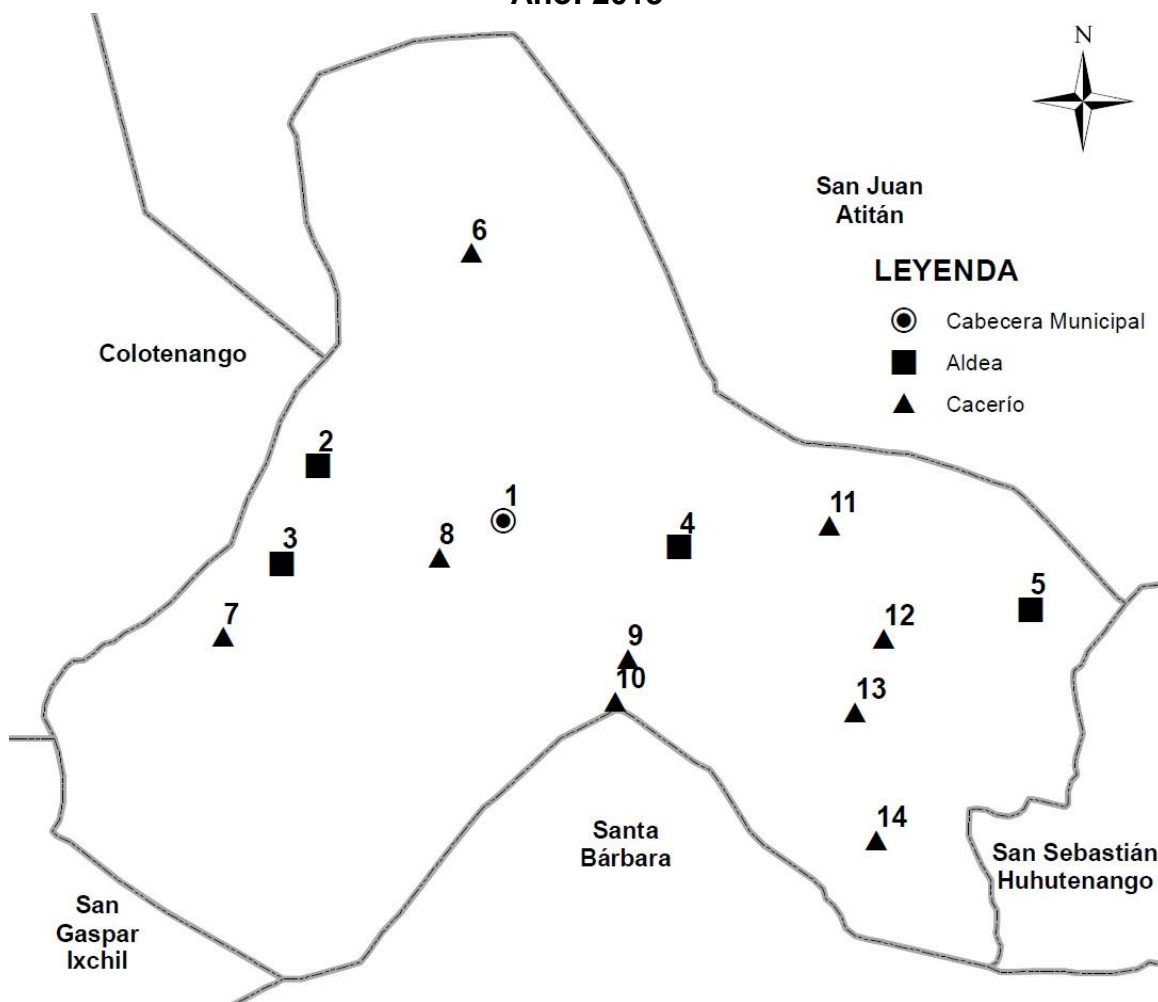 N
San Juan
Atitán
6
LEYENDA
Cabecera Municipal
Colotenango
Aldea
Cacerío
2
1
11
3
8
4
5
7
12
9
10
13
14
Santa
Bárbara
San Sebastián
Huhutenango
San
Gaspar
Ixchil